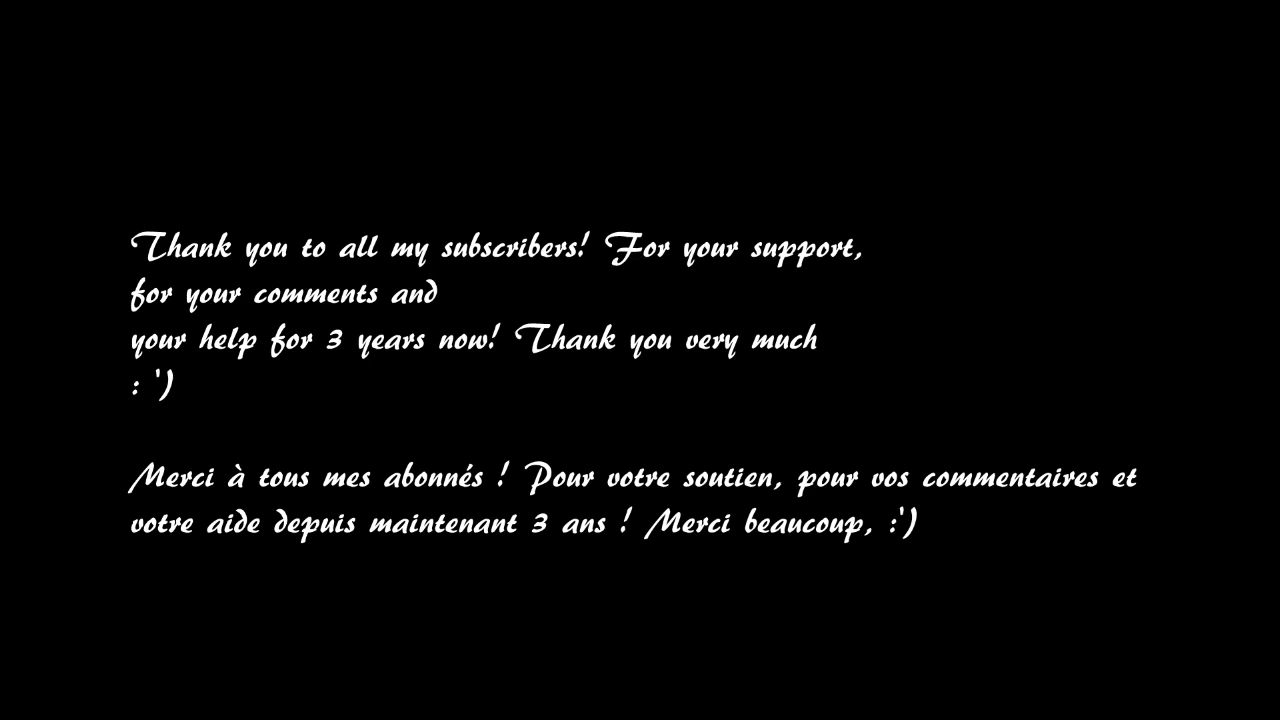 Thank you to all my subscribers! For your support,
for your comments and
your help for 3 years now! Thank you very much
: ')
Merci à tous mes abonnés ! Pour votre soutien, pour vos commentaires et
votre aide depuis maintenant 3 ans ! Merci beaucoup, :')